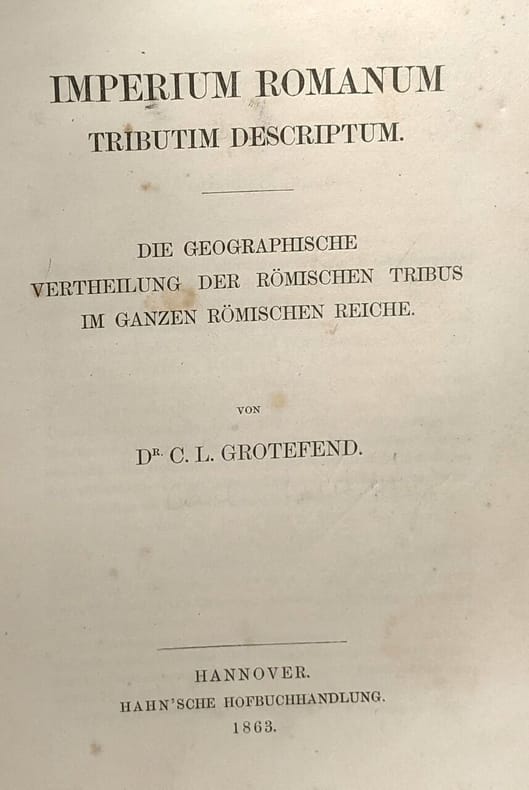 IMPERIUM ROMANUM
TRIBUTIM DESCRIPTUM.
DIE GEOGRAPHISCHE
VERTHEILUNG DER RÖMISCHEN TRIBUS
IM GANZEN RÖMISCHEN REICHE.
VON
DR. C. L. GROTEFEND.
HANNOVER.
HAHN'SCHE HOFBUCHHANDLUNG.
1863.